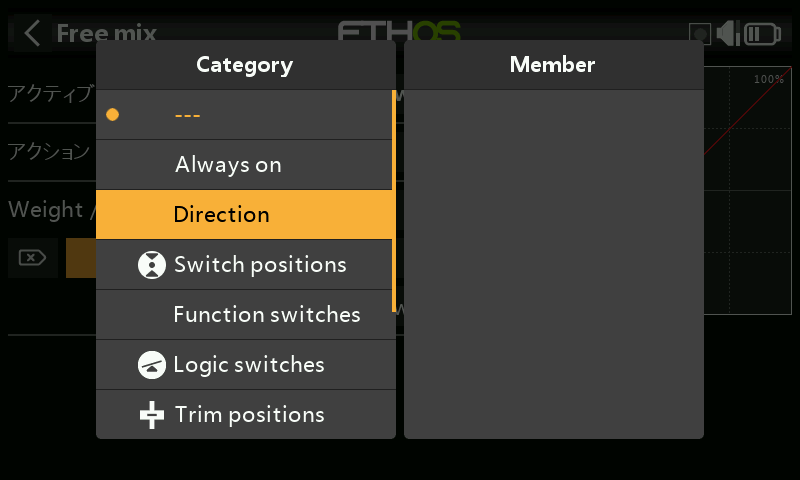 Free mix
ETHOS
Category
Member
100%
アクティブ
---
Always on
アクション
Direction
Weight /
Switch positions
Function switches
Logic switches
Trim positions